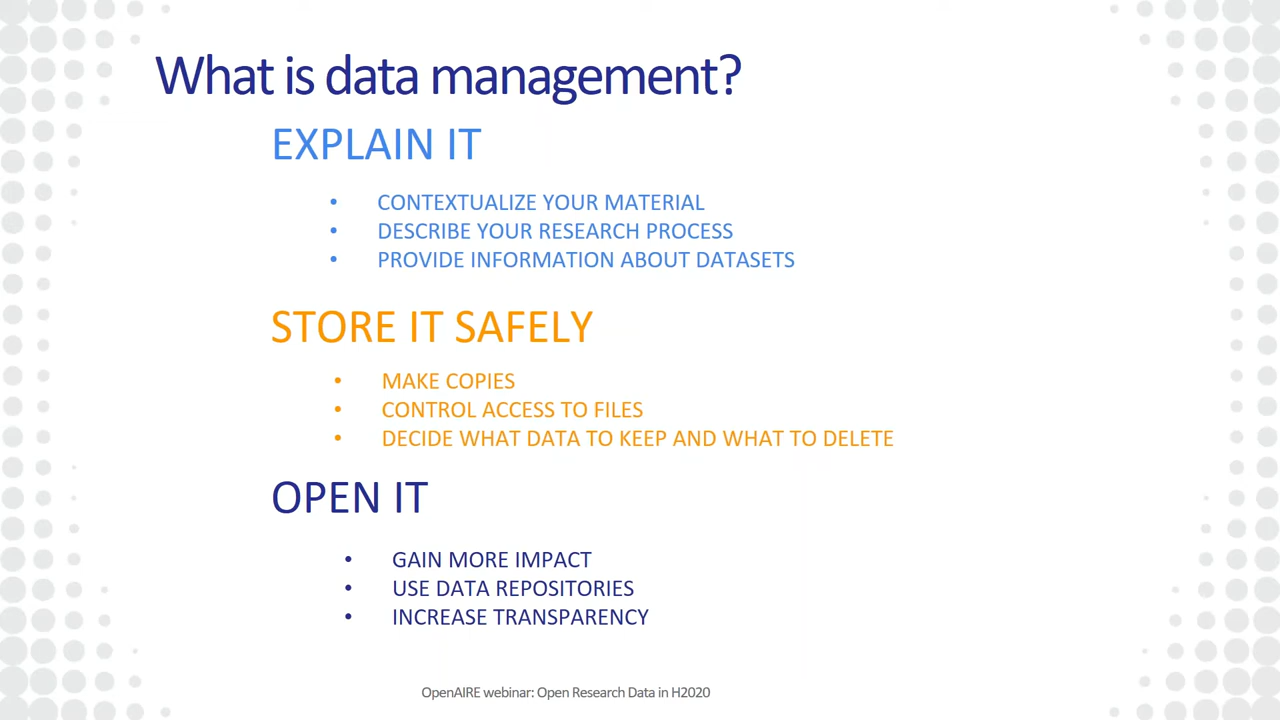 What is data management?
EXPLAIN IT
• CONTEXTUALIZE YOUR MATERIAL
• DESCRIBE YOUR RESEARCH PROCESS
• PROVIDE INFORMATION ABOUT DATASETS
STORE IT SAFELY
• MAKE COPIES
• CONTROL ACCESS TO FILES
• DECIDE WHAT DATA TO KEEP AND WHAT TO DELETE
OPEN IT
• GAIN MORE IMPACT
• USE DATA REPOSITORIES
• INCREASE TRANSPARENCY
OpenAIRE webinar: Open Research Data in H2020